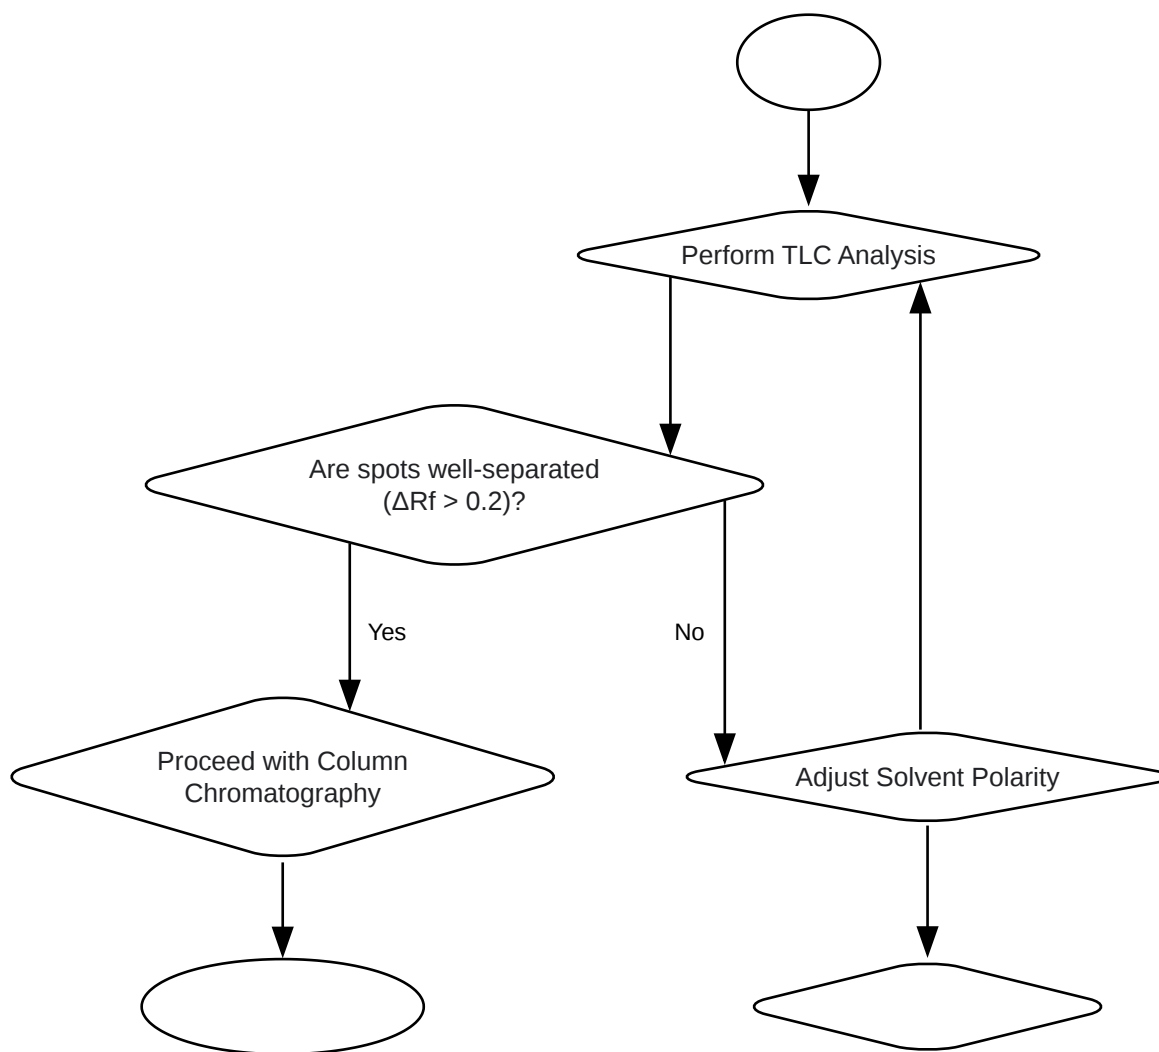 Perform TLC Analysis
Are spots well-separated
(ΔRf > 0.2)?
Yes
No
Proceed with Column
Chromatography
Adjust Solvent Polarity